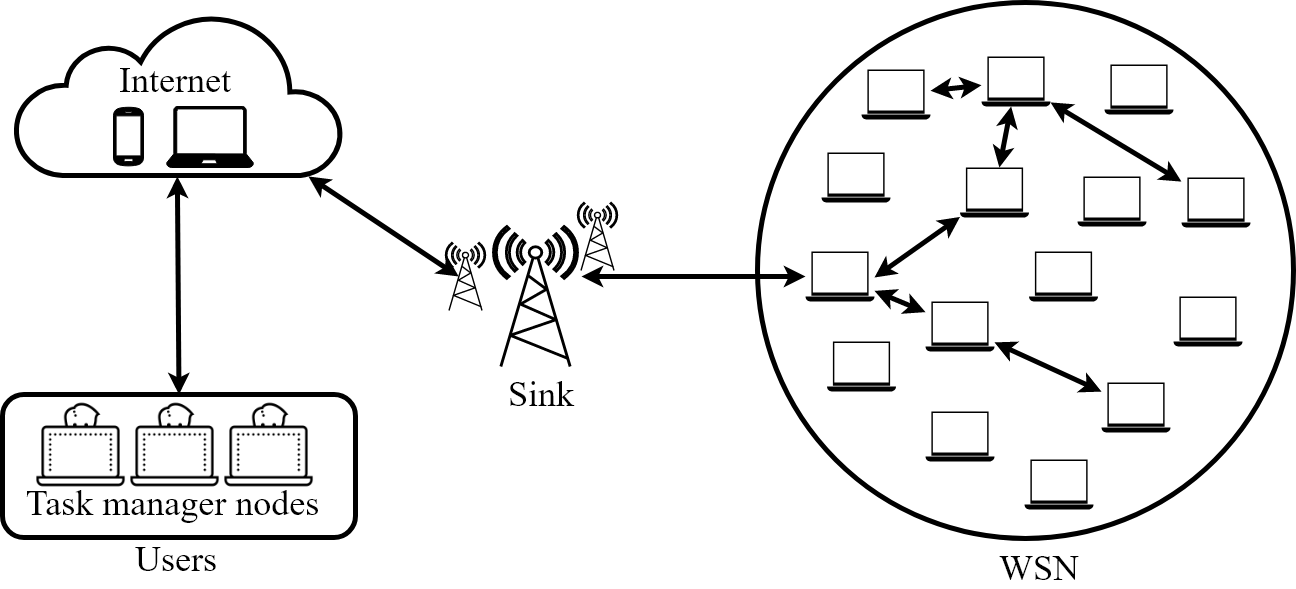 Internet
Sink
Task manager nodes
Users
WSN